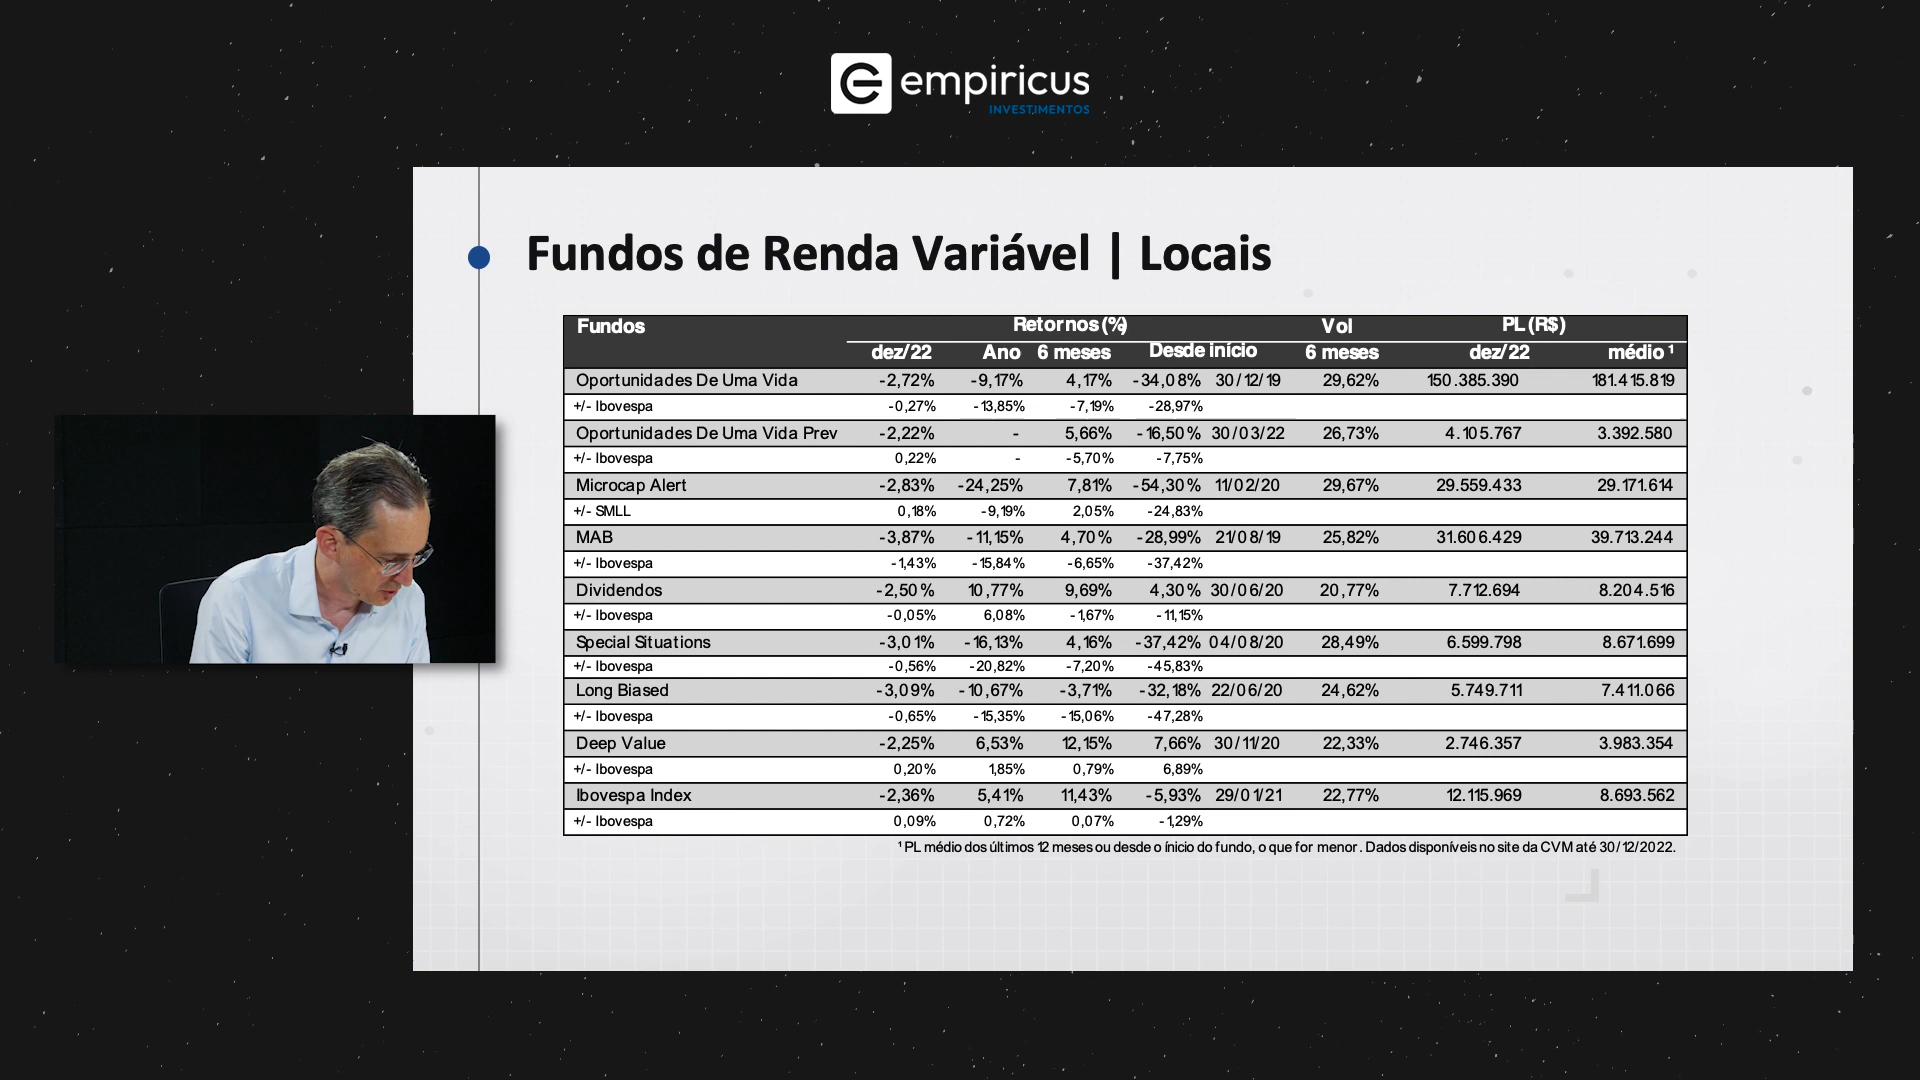 empiricus
INVESTIMENTOS
Fundos de Renda Variável | Locais
Fundos Retornos (%) Vol PL (R$)
dez/22 Ano 6 meses Desde início 6 meses dez/22 médio ¹
Oportunidades De Uma Vida -2,72% -9,17% 4,17% -34,08% 30/12/19 29,62% 150.385.390 181.415.819
+/- Ibovespa -0,27% -13,85% -7,19% -28,97%
Oportunidades De Uma Vida Prev -2,22% - 5,66% -16,50% 30/03/22 26,73% 4.105.767 3.392.580
+/- Ibovespa 0,22% - -5,70% -7,75%
Microcap Alert -2,83% -24,25% 7,81% -54,30% 11/02/20 29,67% 29.559.433 29.171.614
+/- SMLL 0,18% -9,19% 2,05% -24,83%
MAB -3,87% -11,15% 4,70% -28,99% 21/08/19 25,82% 31.606.429 39.713.244
+/- Ibovespa -1,43% -15,84% -6,65% -37,42%
Dividendos -2,50% 10,77% 9,69% 4,30% 30/06/20 20,77% 7.712.694 8.204.516
+/- Ibovespa -0,05% 6,08% -1,67% -11,15%
Special Situations -3,01% -16,13% 4,16% -37,42% 04/08/20 28,49% 6.599.798 8.671.699
+/- Ibovespa -0,56% -20,82% -7,20% -45,83%
Long Biased -3,09% -10,67% -3,71% -32,18% 22/06/20 24,62% 5.749.711 7.411.066
+/- Ibovespa -0,65% -15,35% -15,06% -47,28%
Deep Value -2,25% 6,53% 12,15% 7,66% 30/11/20 22,33% 2.746.357 3.983.354
+/- Ibovespa 0,20% 1,85% 0,79% 6,89%
Ibovespa Index -2,36% 5,41% 11,43% -5,93% 29/01/21 22,77% 12.115.969 8.693.562
+/- Ibovespa 0,09% 0,72% 0,07% -1,29%
¹ PL médio dos últimos 12 meses ou desde o ínicio do fundo, o que for menor. Dados disponíveis no site da CVM até 30/12/2022.